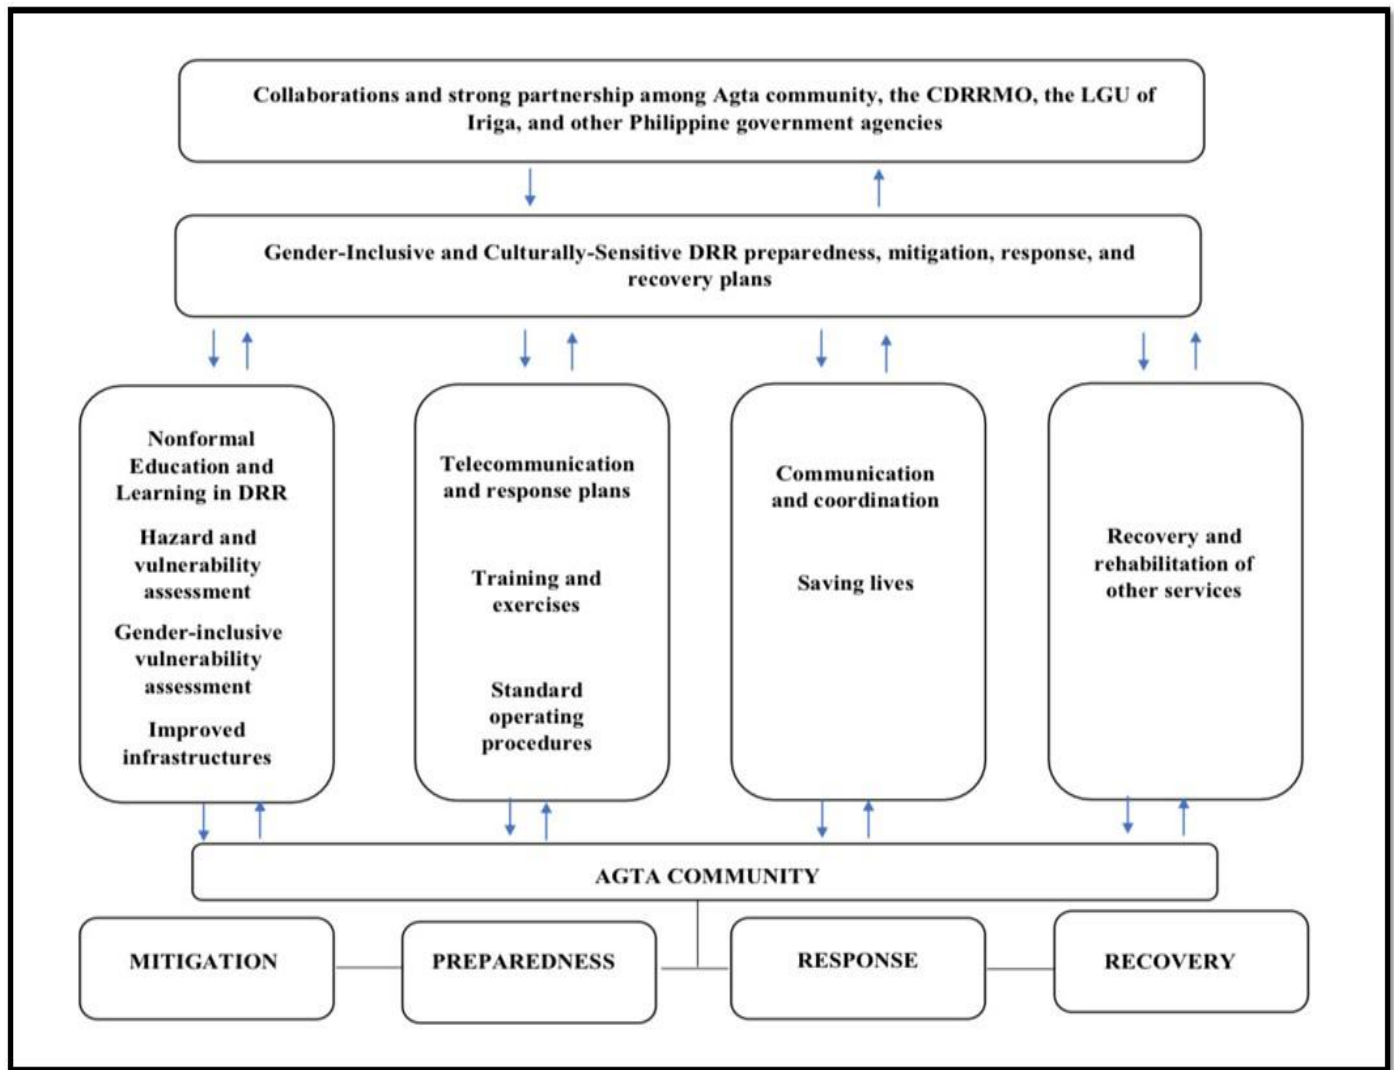 Collaborations and strong partnership among Agta community, the CDRRMO, the LGU of
Iriga, and other Philippine government agencies
Gender-Inclusive and Culturally-Sensitive DRR preparedness, mitigation, response, and
recovery plans
Nonformal
Education and
Learning in DRR
Hazard and
vulnerability
assessment
Gender-inclusive
vulnerability
assessment
Improved
infrastructures
Telecommunication
and response plans
Training and
exercises
Standard
operating
procedures
Communication
and coordination
Saving lives
Recovery and
rehabilitation of
other services
AGTA COMMUNITY
MITIGATION
PREPAREDNESS
RESPONSE
RECOVERY